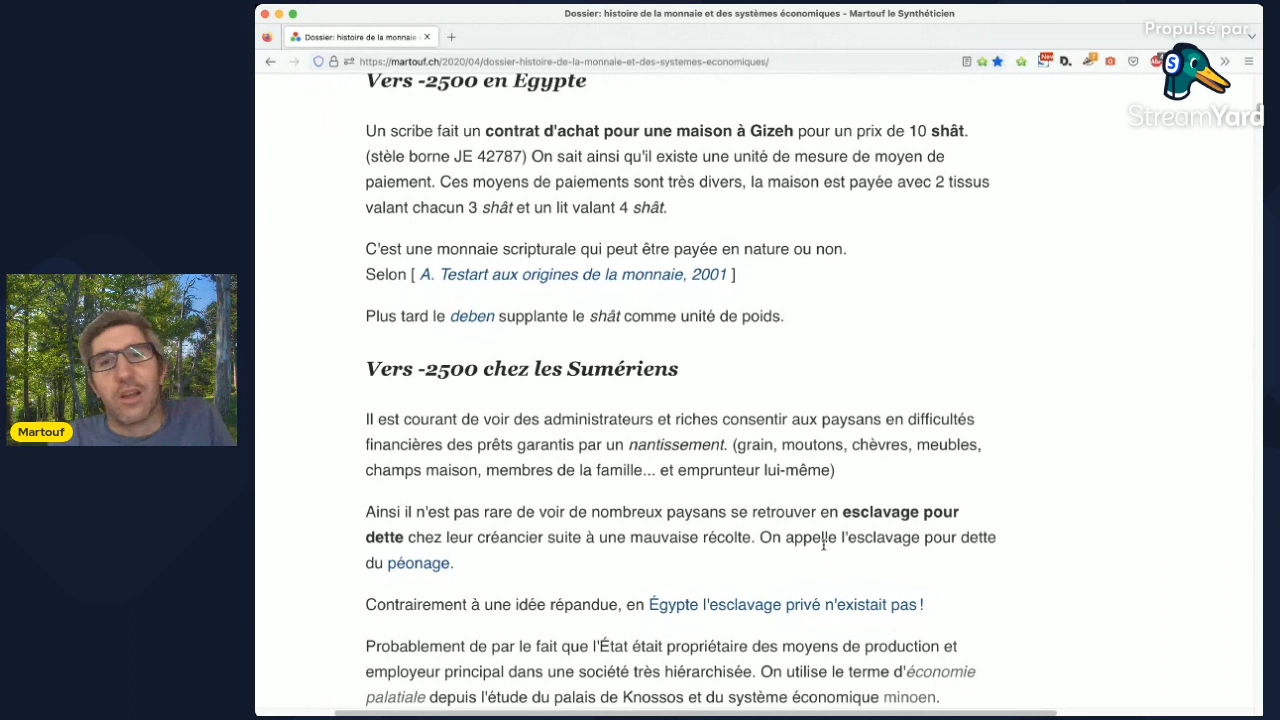 Dossier: histoire de la monnaie et des systèmes économiques - Martouf le Synthéticien
Dossier: histoire de la monnaie
https://martouf.ch/2020/04/dossier-histoire-de-la-monnaie-et-des-systemes-economiques/
New
D.
Propulsé par
S
StreamYard
Vers -2500 en Egypte
Un scribe fait un contrat d'achat pour une maison à Gizeh pour un prix de 10 shât.
(stèle borne JE 42787) On sait ainsi qu'il existe une unité de mesure de moyen de
paiement. Ces moyens de paiements sont très divers, la maison est payée avec 2 tissus
valant chacun 3 shât et un lit valant 4 shât.
C'est une monnaie scripturale qui peut être payée en nature ou non.
Selon [ A. Testart aux origines de la monnaie, 2001 ]
Plus tard le deben supplante le shât comme unité de poids.
Vers -2500 chez les Sumériens
Il est courant de voir des administrateurs et riches consentir aux paysans en difficultés
financières des prêts garantis par un nantissement. (grain, moutons, chèvres, meubles,
champs maison, membres de la famille... et emprunteur lui-même)
Ainsi il n'est pas rare de voir de nombreux paysans se retrouver en esclavage pour
dette chez leur créancier suite à une mauvaise récolte. On appelle l'esclavage pour dette
du péonage.
Contrairement à une idée répandue, en Égypte l'esclavage privé n'existait pas !
Probablement de par le fait que l'État était propriétaire des moyens de production et
employeur principal dans une société très hiérarchisée. On utilise le terme d'économie
palatiale depuis l'étude du palais de Knossos et du système économique minoen.
Martouf